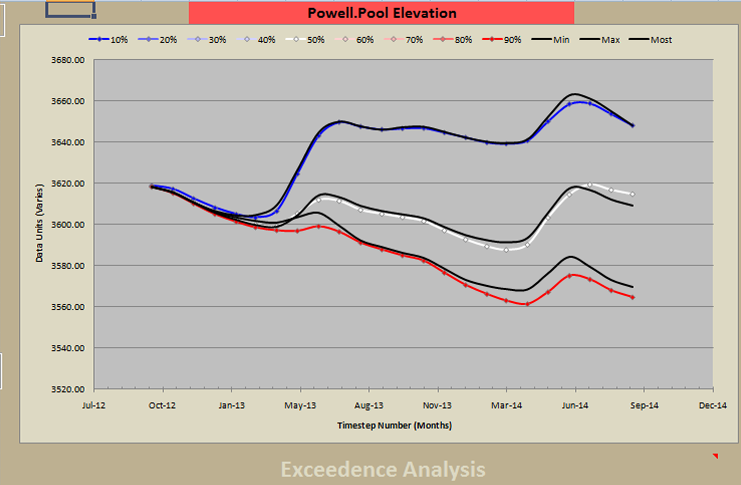 Powell.Pool Elevation
10% 20% 30% 40% 50% 60% 70% 80% 90% Min Max Most
3680.00
3660.00
3640.00
3620.00
3600.00
3580.00
3560.00
3540.00
3520.00
Data Units (Varies)
Jul-12 Oct-12 Jan-13 May-13 Aug-13 Nov-13 Mar-14 Jun-14 Sep-14 Dec-14
Timestep Number (Months)
Exceedence Analysis